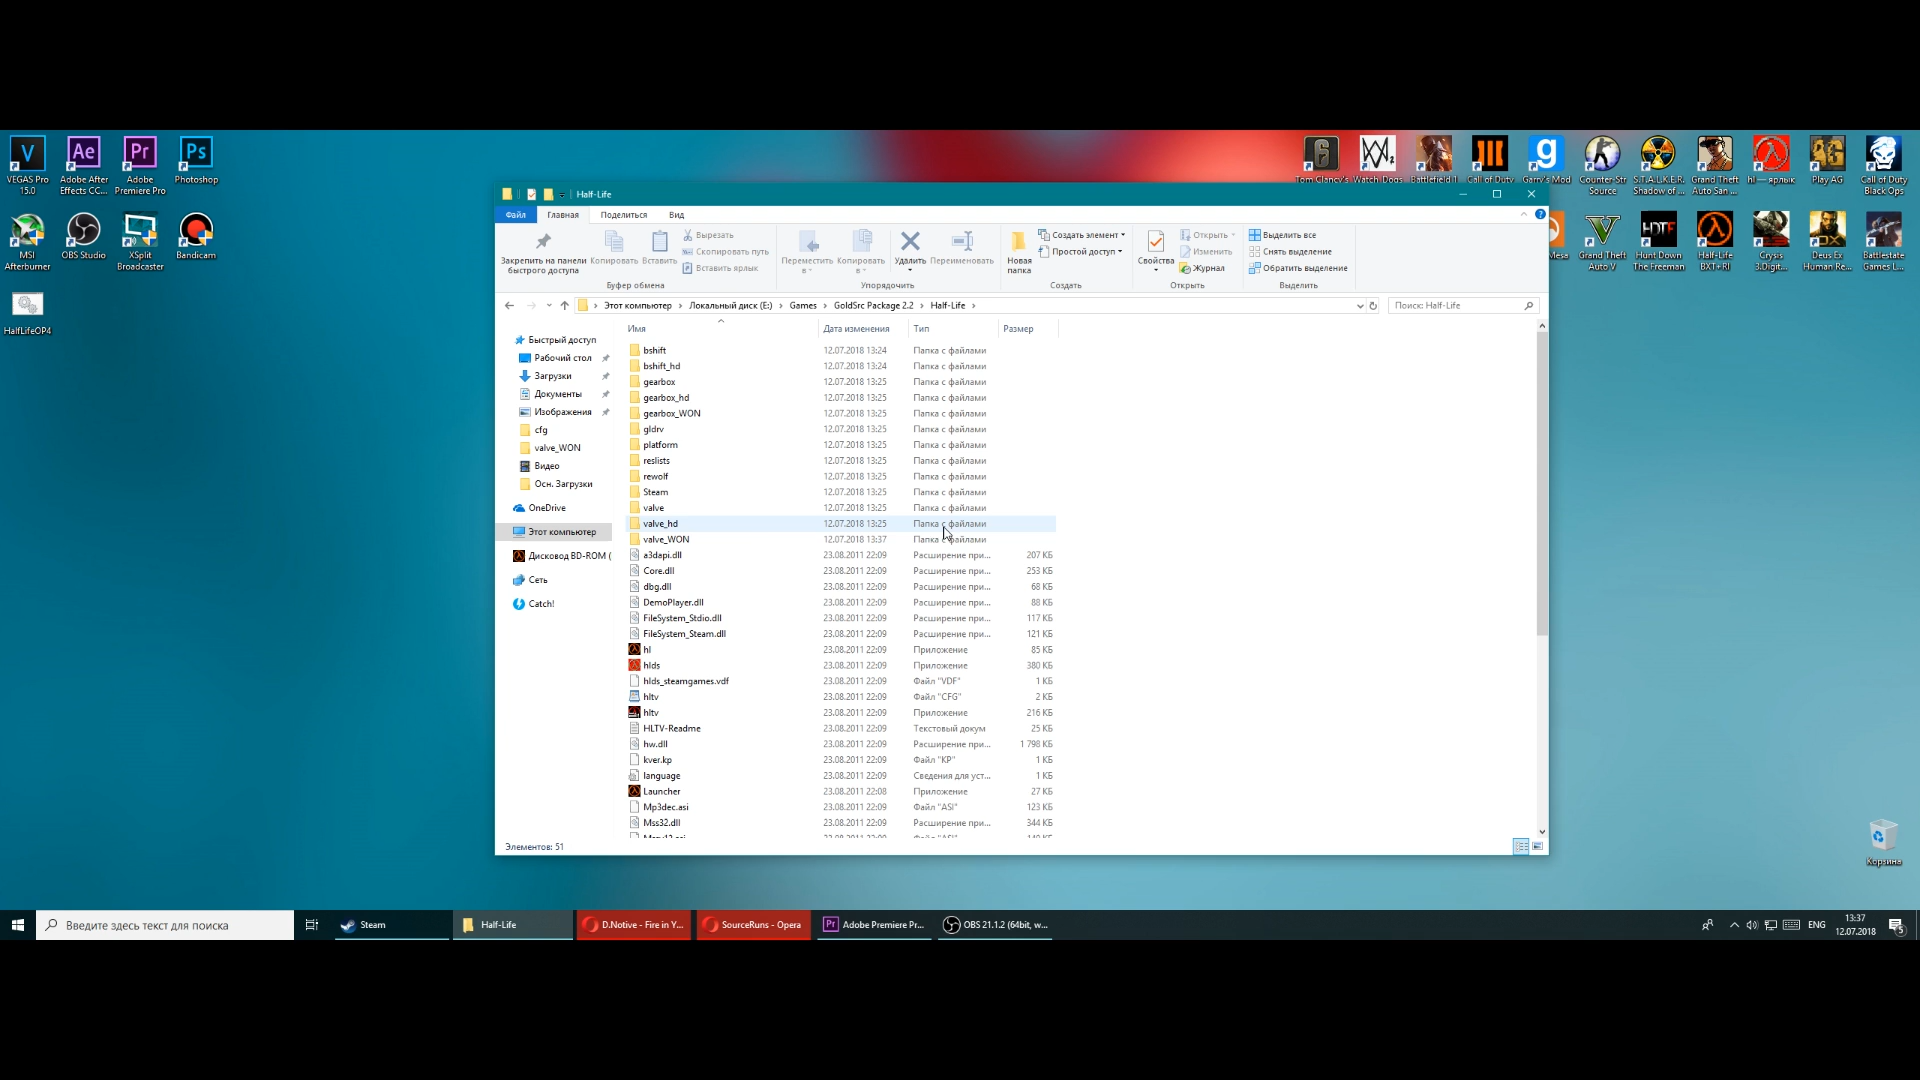 VEGAS Pro 15.0
Adobe After Effects CC...
Adobe Premiere Pro
Photoshop
MSI Afterburner
OBS Studio
XSplit Broadcaster
Bandicam
HalfLifeOP4
Tom Clancy's
Watch Dogs
Battlefield 1
Call of Duty
Garry's Mod
Counter-Str Source
S.T.A.L.K.E.R. Shadow of ...
Grand Theft Auto San ...
hl — ярлык
Play AG
Call of Duty Black Ops
Mesa
Grand Theft Auto V
Hunt Down The Freeman
Half-Life BXT+RI
Crysis 3.Digit...
Deus Ex Human Re...
Battlestate Games L...
Корзина
Half-Life
Файл Главная Поделиться Вид
Закрепить на панели быстрого доступа
Копировать
Вставить
Вырезать
Скопировать путь
Вставить ярлык
Буфер обмена
Переместить в
Копировать в
Удалить
Переименовать
Упорядочить
Новая папка
Создать элемент
Простой доступ
Создать
Свойства
Открыть
Изменить
Журнал
Открыть
Выделить все
Снять выделение
Обратить выделение
Выделить
Этот компьютер › Локальный диск (E:) › Games › GoldSrc Package 2.2 › Half-Life ›
Поиск: Half-Life
Быстрый доступ
Рабочий стол
Загрузки
Документы
Изображения
cfg
valve_WON
Видео
Осн. Загрузки
OneDrive
Этот компьютер
Дисковод BD-ROM (
Сеть
Catch!
Имя Дата изменения Тип Размер
bshift 12.07.2018 13:24 Папка с файлами
bshift_hd 12.07.2018 13:24 Папка с файлами
gearbox 12.07.2018 13:25 Папка с файлами
gearbox_hd 12.07.2018 13:25 Папка с файлами
gearbox_WON 12.07.2018 13:25 Папка с файлами
gldrv 12.07.2018 13:25 Папка с файлами
platform 12.07.2018 13:25 Папка с файлами
reslists 12.07.2018 13:25 Папка с файлами
rewolf 12.07.2018 13:25 Папка с файлами
Steam 12.07.2018 13:25 Папка с файлами
valve 12.07.2018 13:25 Папка с файлами
valve_hd 12.07.2018 13:25 Папка с файлами
valve_WON 12.07.2018 13:37 Папка с файлами
a3dapi.dll 23.08.2011 22:09 Расширение при... 207 КБ
Core.dll 23.08.2011 22:09 Расширение при... 253 КБ
dbg.dll 23.08.2011 22:09 Расширение при... 68 КБ
DemoPlayer.dll 23.08.2011 22:09 Расширение при... 88 КБ
FileSystem_Stdio.dll 23.08.2011 22:09 Расширение при... 117 КБ
FileSystem_Steam.dll 23.08.2011 22:09 Расширение при... 121 КБ
hl 23.08.2011 22:09 Приложение 85 КБ
hlds 23.08.2011 22:09 Приложение 380 КБ
hlds_steamgames.vdf 23.08.2011 22:09 Файл "VDF" 1 КБ
hltv 23.08.2011 22:09 Файл "CFG" 2 КБ
hltv 23.08.2011 22:09 Приложение 216 КБ
HLTV-Readme 23.08.2011 22:09 Текстовый докум 25 КБ
hw.dll 23.08.2011 22:09 Расширение при... 1 798 КБ
kver.kp 23.08.2011 22:09 Файл "KP" 1 КБ
language 23.08.2011 22:09 Сведения для уст... 1 КБ
Launcher 23.08.2011 22:08 Приложение 27 КБ
Mp3dec.asi 23.08.2011 22:09 Файл "ASI" 123 КБ
Mss32.dll 23.08.2011 22:09 Расширение при... 344 КБ
Элементов: 51
Введите здесь текст для поиска
Steam
Half-Life
D.Notive - Fire in Y...
SourceRuns - Opera
Adobe Premiere Pr...
OBS 21.1.2 (64bit, w...
ENG
13:37
12.07.2018
5